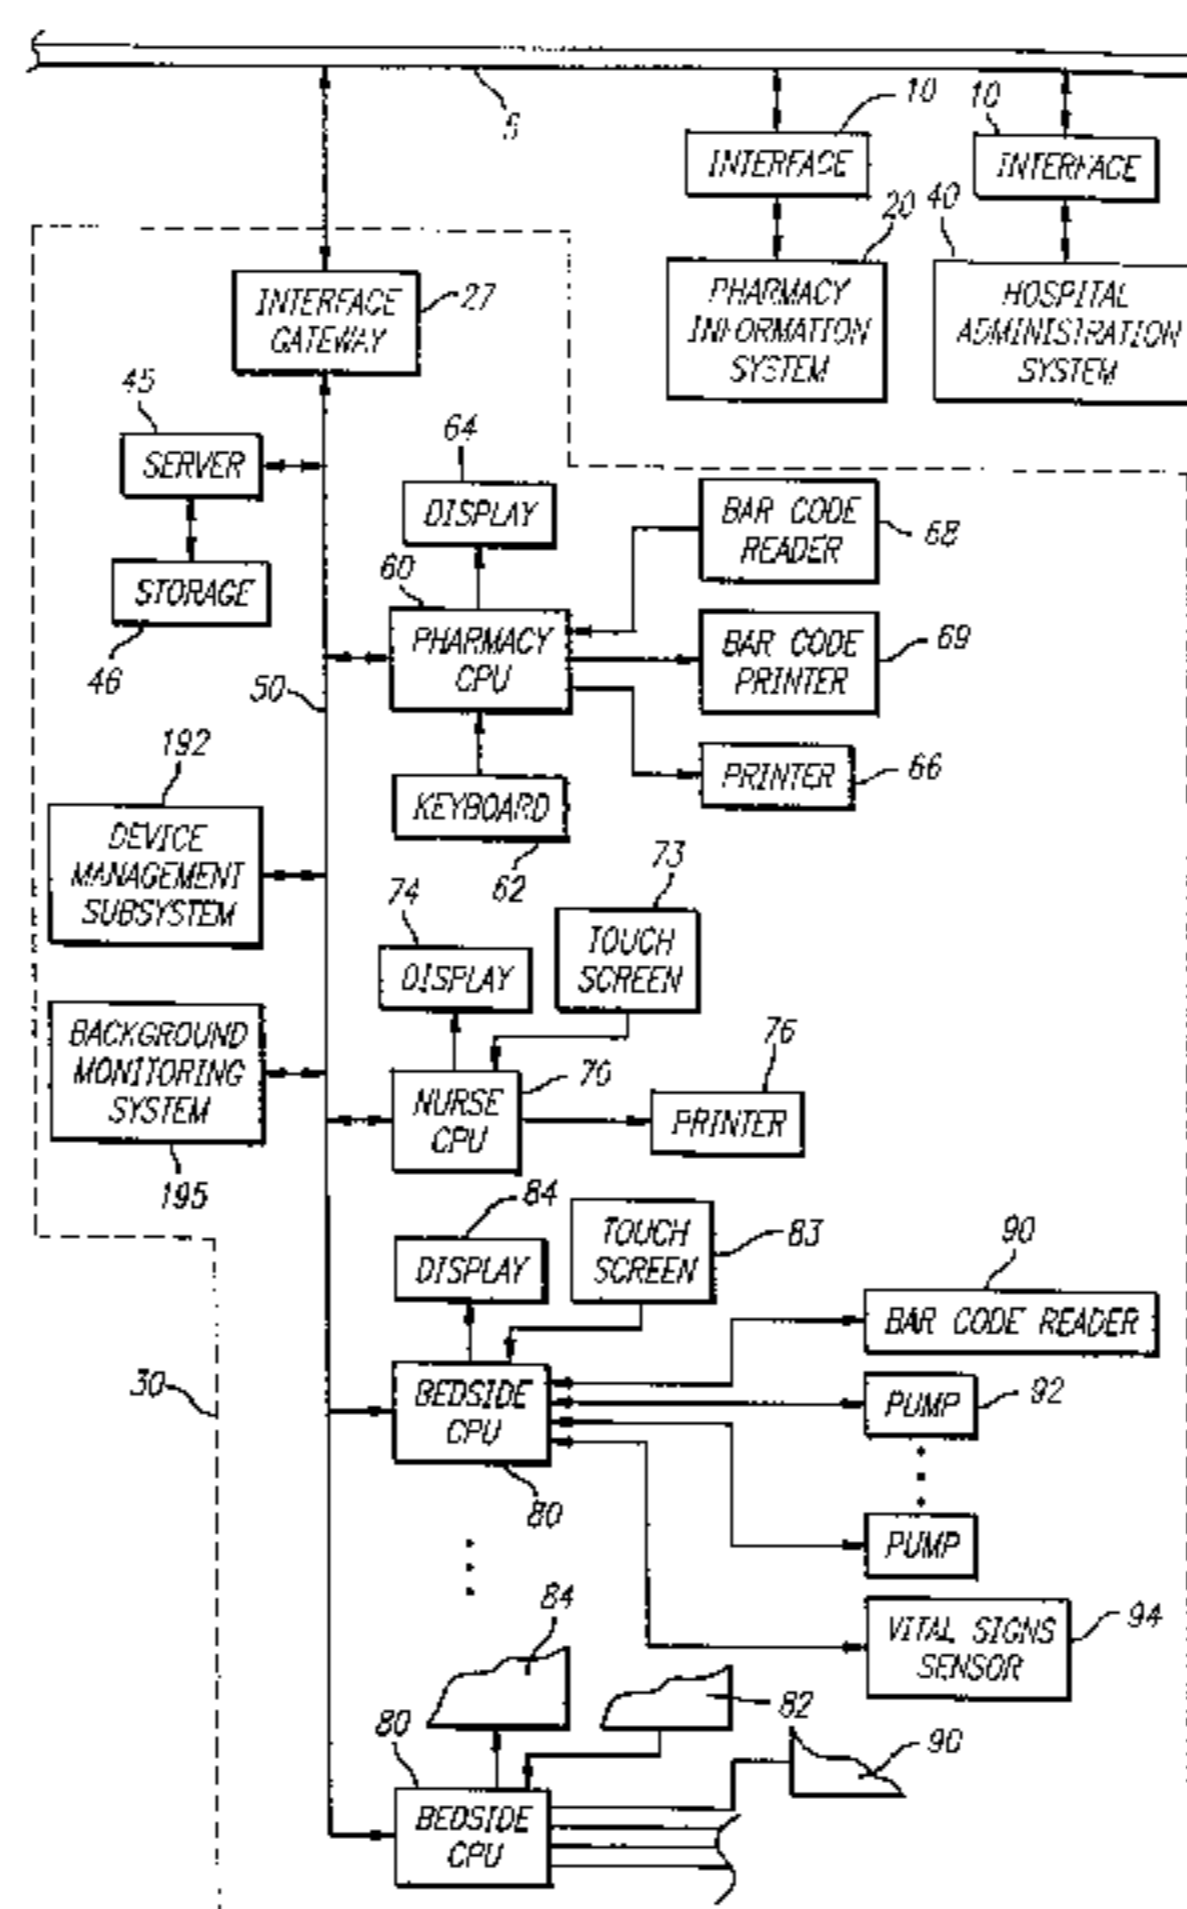 5
10
10
INTERFACE
INTERFACE
20
40
INTERFACE
GATEWAY
27
PHARMACY
INFORMATION
SYSTEM
HOSPITAL
ADMINISTRATION
SYSTEM
45
SERVER
64
DISPLAY
BAR CODE
READER
68
STORAGE
46
60
PHARMACY
CPU
BAR CODE
PRINTER
69
50
192
PRINTER
66
KEYBOARD
62
DEVICE
MANAGEMENT
SUBSYSTEM
73
74
TOUCH
SCREEN
DISPLAY
BACKGROUND
MONITORING
SYSTEM
195
70
NURSE
CPU
76
PRINTER
84
DISPLAY
TOUCH
SCREEN
83
90
BAR CODE READER
30
BEDSIDE
CPU
80
PUMP
92
PUMP
84
VITAL SIGNS
SENSOR
94
82
80
90
BEDSIDE
CPU